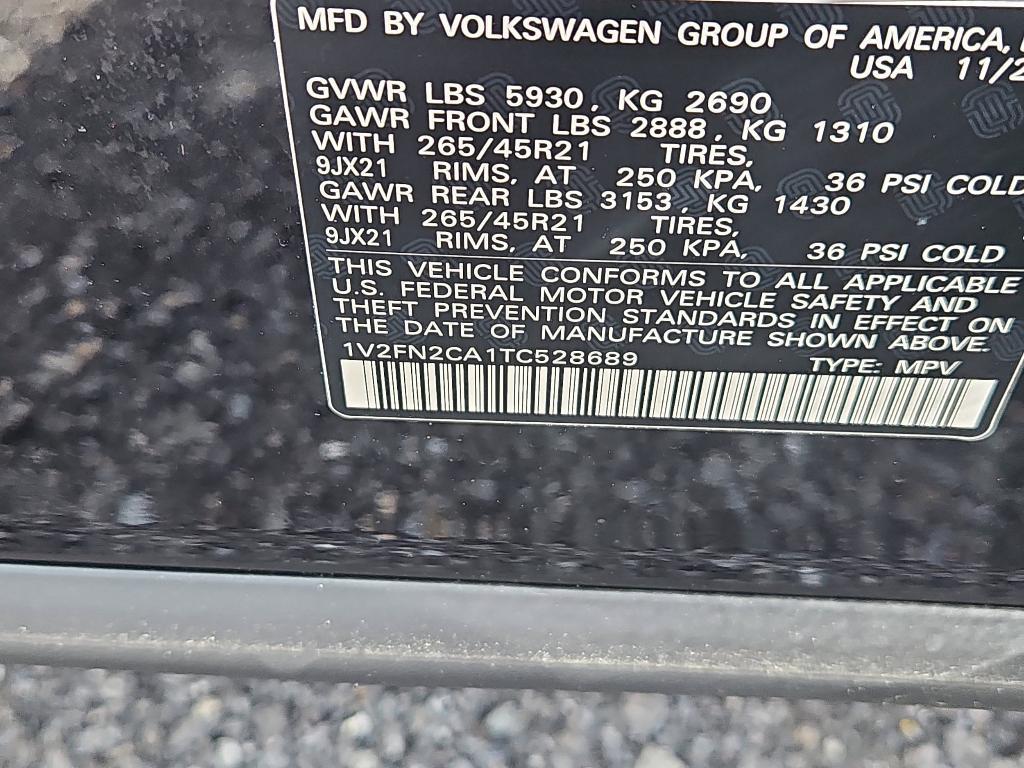 MFD BY VOLKSWAGEN GROUP OF AMERICA,
USA 11/2
GVWR LBS 5930, KG 2690
GAWR FRONT LBS 2888, KG 1310
WITH 265/45R21 TIRES,
9JX21 RIMS, AT 250 KPA, 36 PSI COLD
GAWR REAR LBS 3153, KG 1430
WITH 265/45R21 TIRES,
9JX21 RIMS, AT 250 KPA, 36 PSI COLD
THIS VEHICLE CONFORMS TO ALL APPLICABLE
U.S. FEDERAL MOTOR VEHICLE SAFETY AND
THEFT PREVENTION STANDARDS IN EFFECT ON
THE DATE OF MANUFACTURE SHOWN ABOVE.
1V2FN2CA1TC528689 TYPE: MPV